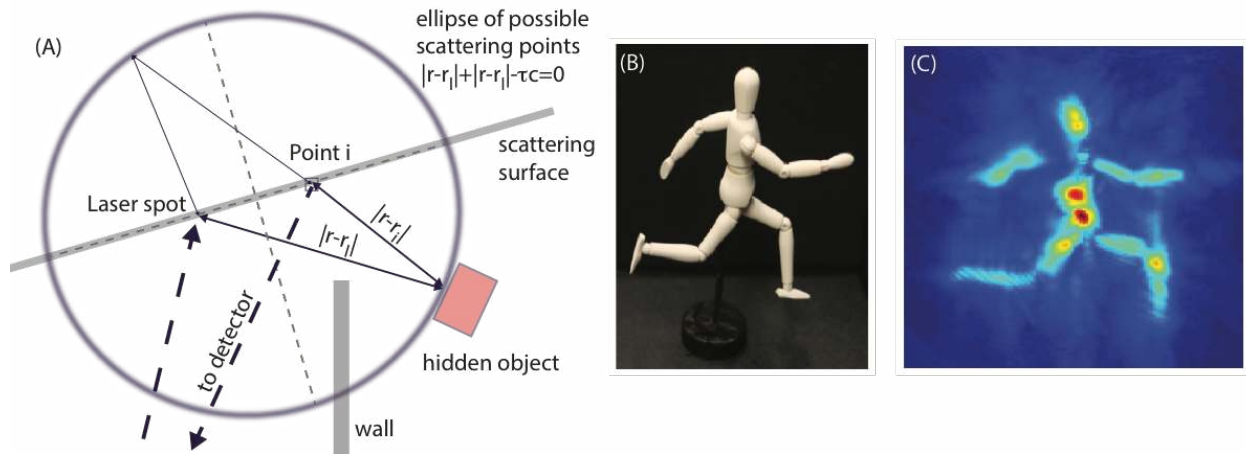 (A)
ellipse of possible
scattering points
|r-rₗ|+|r-rₗ|-τc=0
Point i
scattering
surface
Laser spot
|r-rᵢ|
|r-rₗ|
to detector
hidden object
wall
(B)
(C)